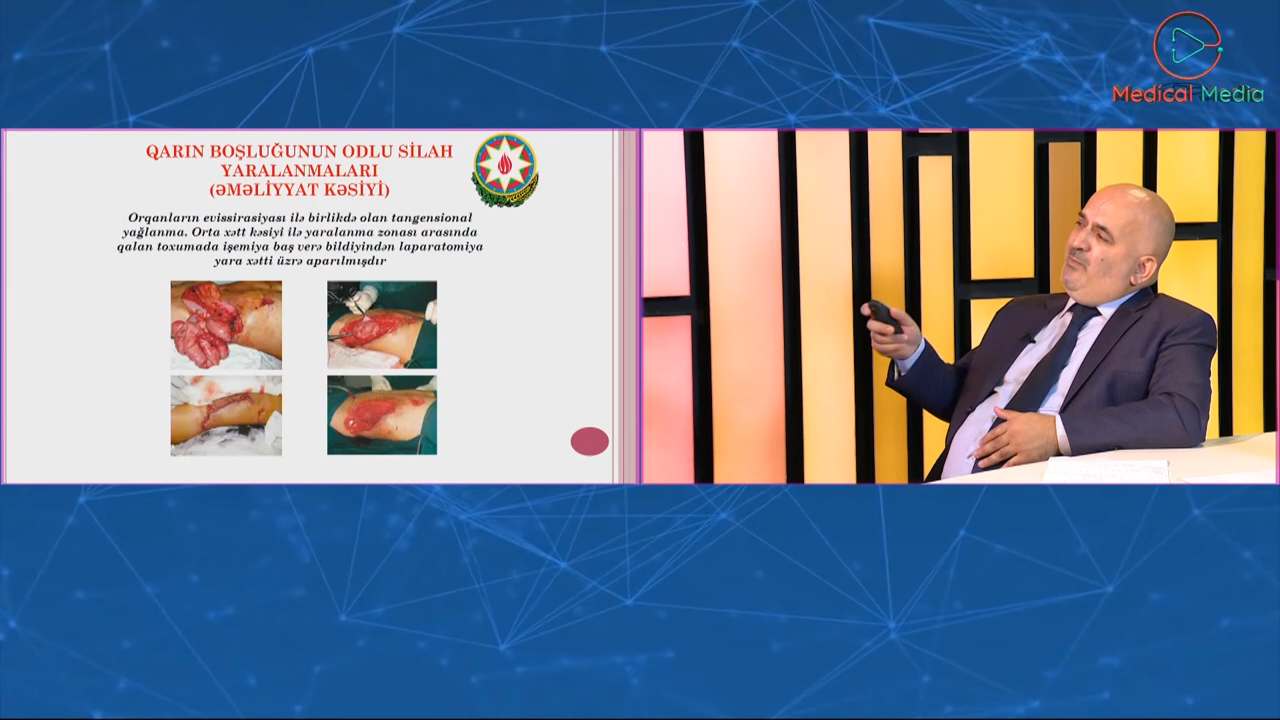 Medical Media
QARIN BOŞLUĞUNUN ODLU SİLAH
YARALANMALARI
(ƏMƏLİYYAT KƏSİYİ)
Orqanların evissirasiyası ilə birlikdə olan tangensional
yağlanma. Orta xətt kəsiyi ilə yaralanma zonası arasında
qalan toxumada işemiya baş verə bildiyindən laparatomiya
yara xətti üzrə aparılmışdır